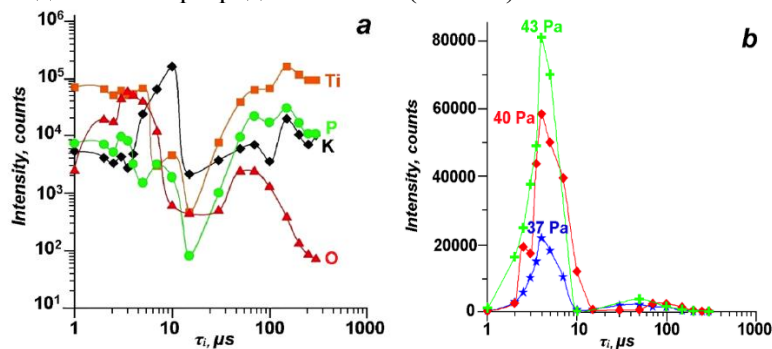 a
Intensity, counts
10⁶
10⁵
10⁴
10³
10²
10¹
Ti
P
K
O
1
10
100
1000
τᵢ, μs
b
Intensity, counts
80000
60000
40000
20000
0
43 Pa
40 Pa
37 Pa
1
10
100
1000
τᵢ, μs